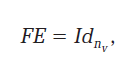 FE = Id_{n_v},